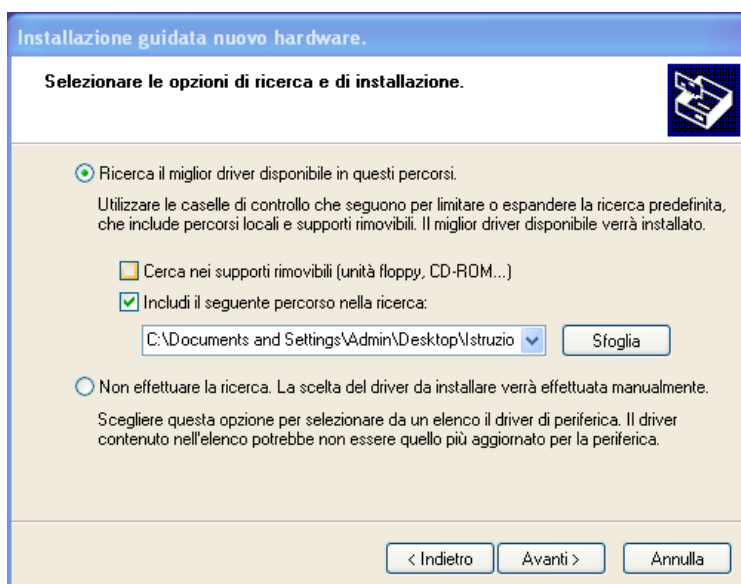 Installazione guidata nuovo hardware.
Selezionare le opzioni di ricerca e di installazione.
Ricerca il miglior driver disponibile in questi percorsi.
Utilizzare le caselle di controllo che seguono per limitare o espandere la ricerca predefinita,
che include percorsi locali e supporti rimovibili. Il miglior driver disponibile verrà installato.
Cerca nei supporti rimovibili (unità floppy, CD-ROM...)
Includi il seguente percorso nella ricerca:
C:\Documents and Settings\Admin\Desktop\Istruzio
Sfoglia
Non effettuare la ricerca. La scelta del driver da installare verrà effettuata manualmente.
Scegliere questa opzione per selezionare da un elenco il driver di periferica. Il driver
contenuto nell'elenco potrebbe non essere quello più aggiornato per la periferica.
< Indietro
Avanti >
Annulla